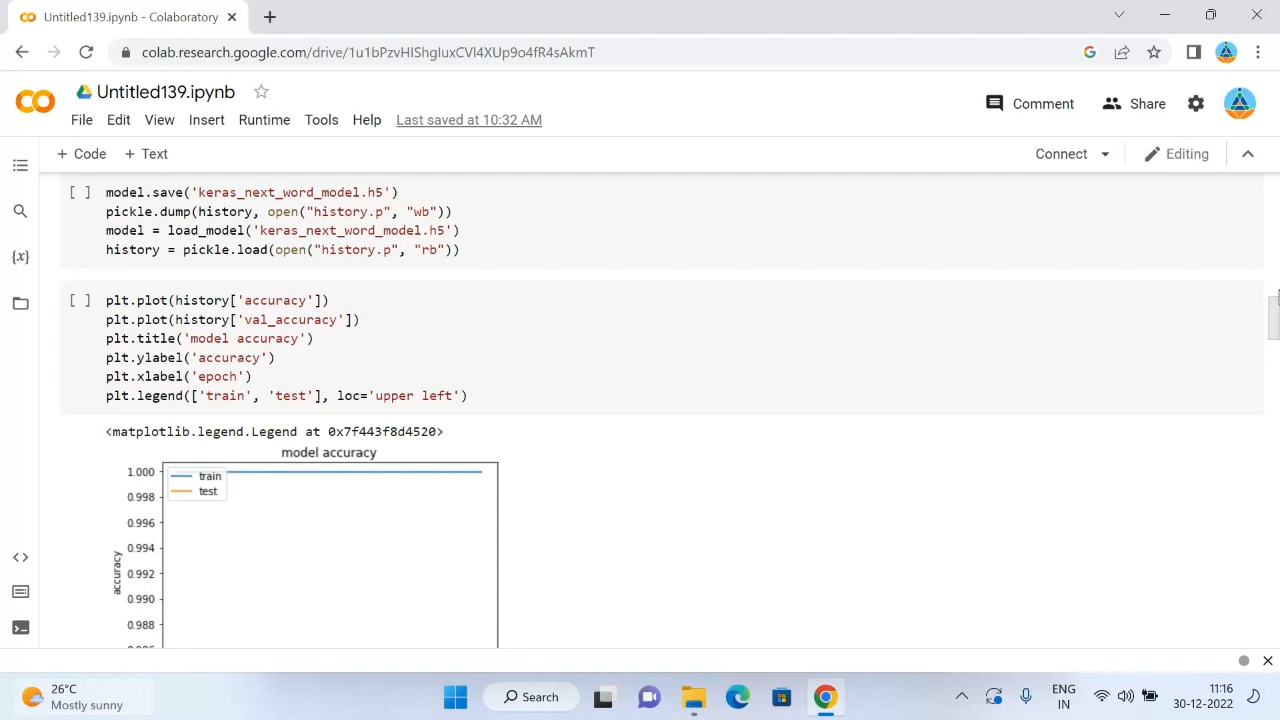 Untitled139.ipynb - Colaboratory
colab.research.google.com/drive/1u1bPzvHIShgIuxCVl4XUp9o4fR4sAkmT
Untitled139.ipynb
Comment
Share
File Edit View Insert Runtime Tools Help Last saved at 10:32 AM
+ Code + Text
Connect
Editing
[ ] model.save('keras_next_word_model.h5')
pickle.dump(history, open("history.p", "wb"))
model = load_model('keras_next_word_model.h5')
history = pickle.load(open("history.p", "rb"))
{x}
[ ] plt.plot(history['accuracy'])
plt.plot(history['val_accuracy'])
plt.title('model accuracy')
plt.ylabel('accuracy')
plt.xlabel('epoch')
plt.legend(['train', 'test'], loc='upper left')
<matplotlib.legend.Legend at 0x7f443f8d4520>
model accuracy
1.000
train
test
0.998
0.996
0.994
0.992
0.990
0.988
accuracy
26°C
Mostly sunny
Search
ENG
IN
11:16
30-12-2022